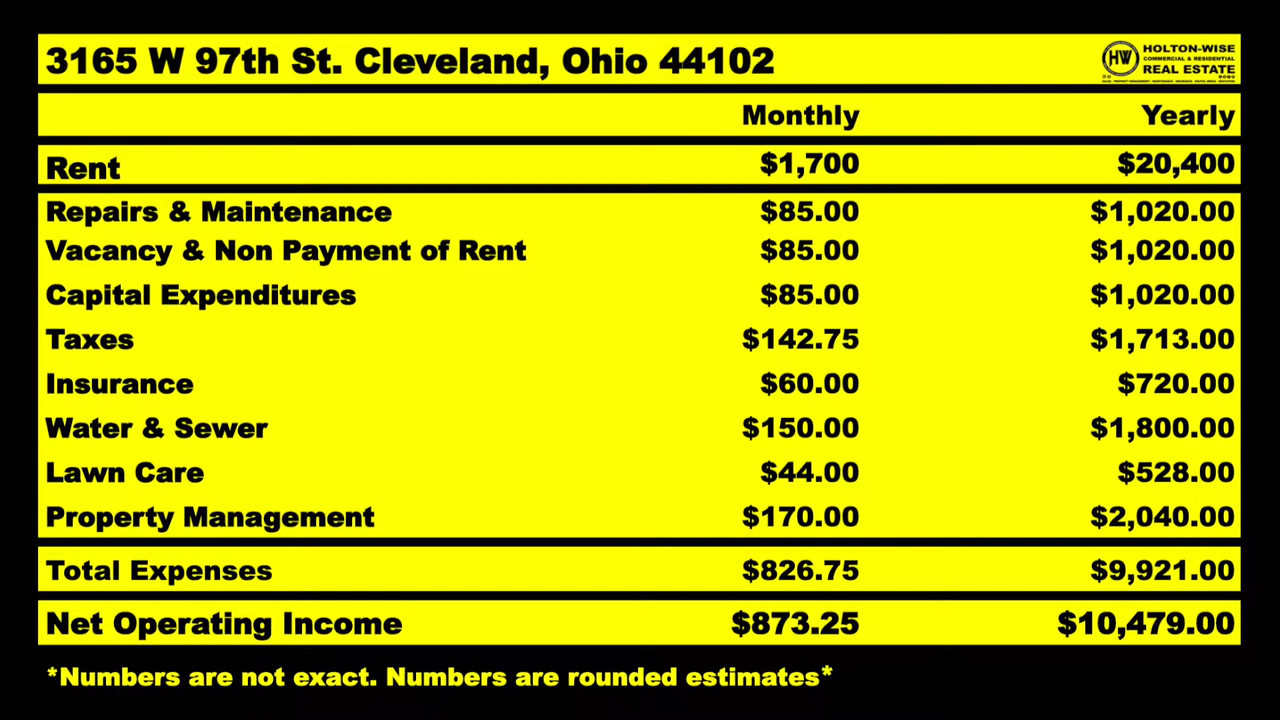 3165 W 97th St. Cleveland, Ohio 44102
HW
HOLTON-WISE
COMMERCIAL & RESIDENTIAL
REAL ESTATE
Monthly Yearly
Rent $1,700 $20,400
Repairs & Maintenance $85.00 $1,020.00
Vacancy & Non Payment of Rent $85.00 $1,020.00
Capital Expenditures $85.00 $1,020.00
Taxes $142.75 $1,713.00
Insurance $60.00 $720.00
Water & Sewer $150.00 $1,800.00
Lawn Care $44.00 $528.00
Property Management $170.00 $2,040.00
Total Expenses $826.75 $9,921.00
Net Operating Income $873.25 $10,479.00
*Numbers are not exact. Numbers are rounded estimates*